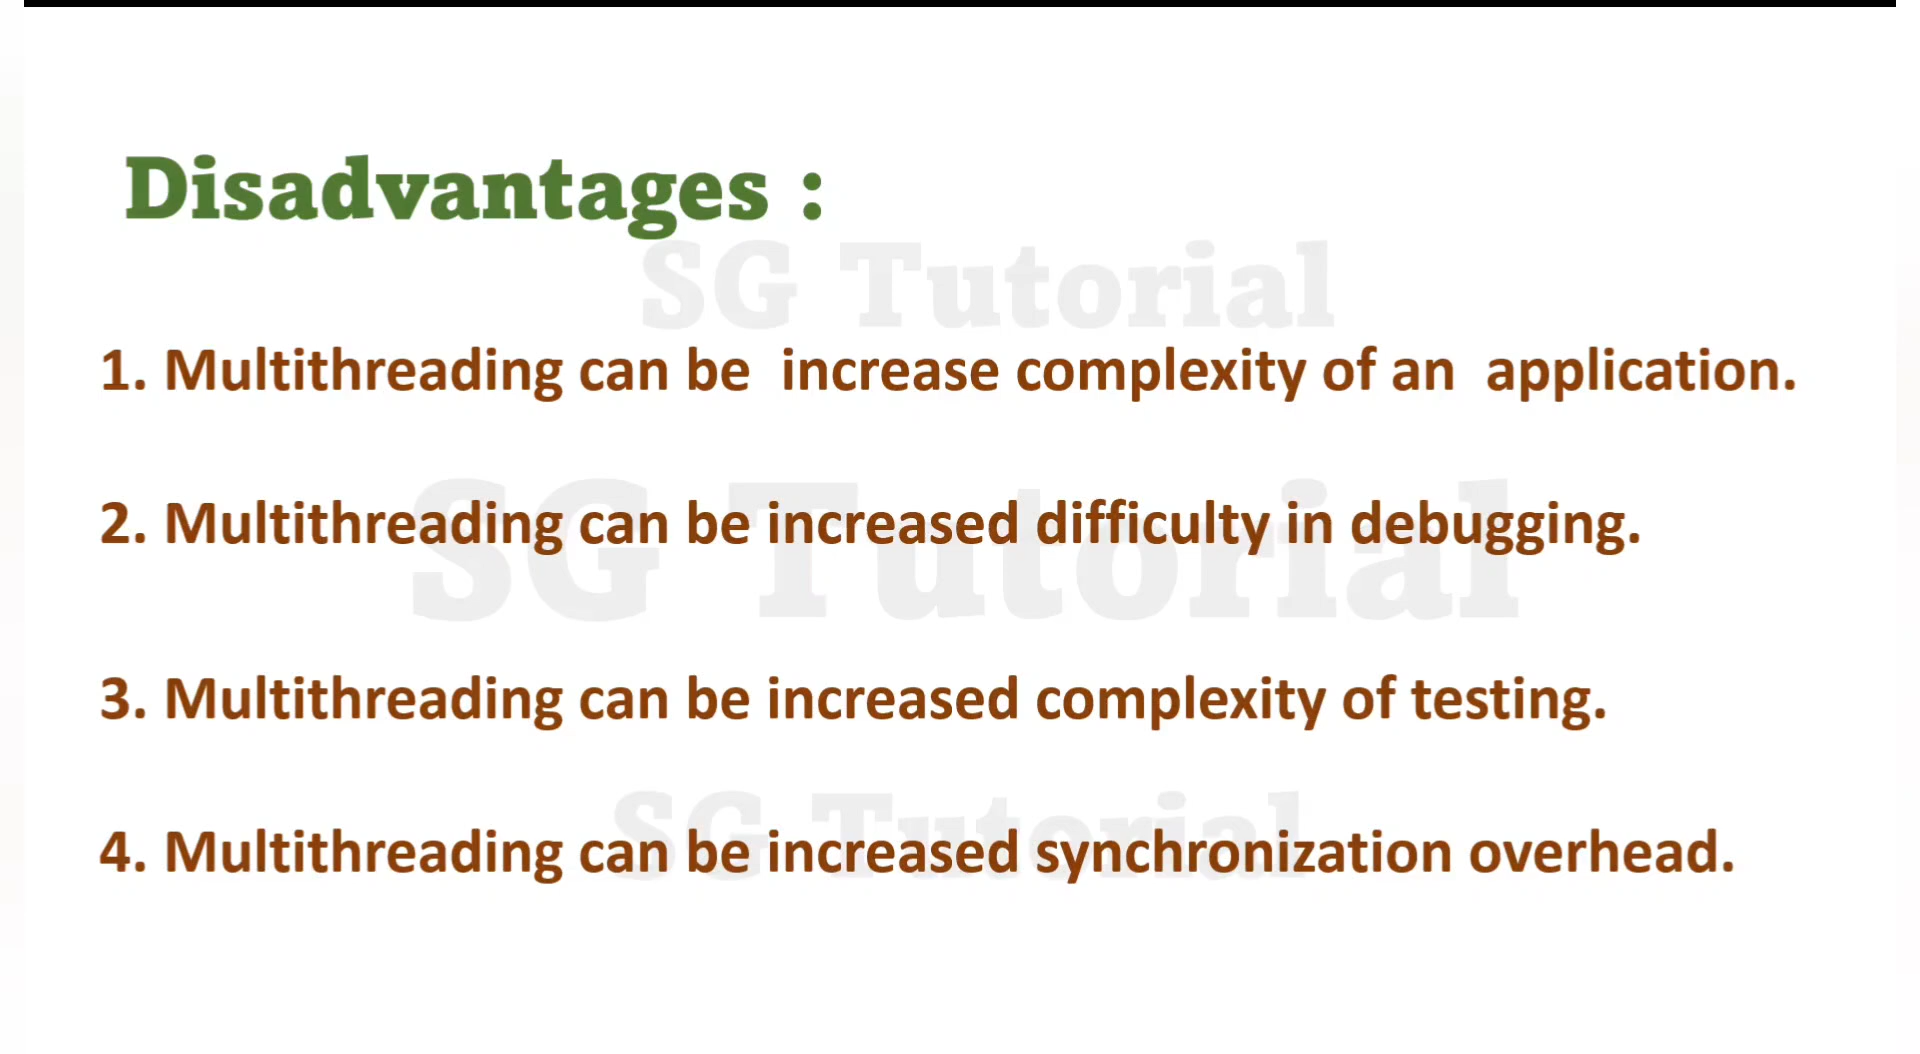 Disadvantages :
SG Tutorial
1. Multithreading can be increase complexity of an application.
SG Tutorial
2. Multithreading can be increased difficulty in debugging.
3. Multithreading can be increased complexity of testing.
SG Tutorial
4. Multithreading can be increased synchronization overhead.